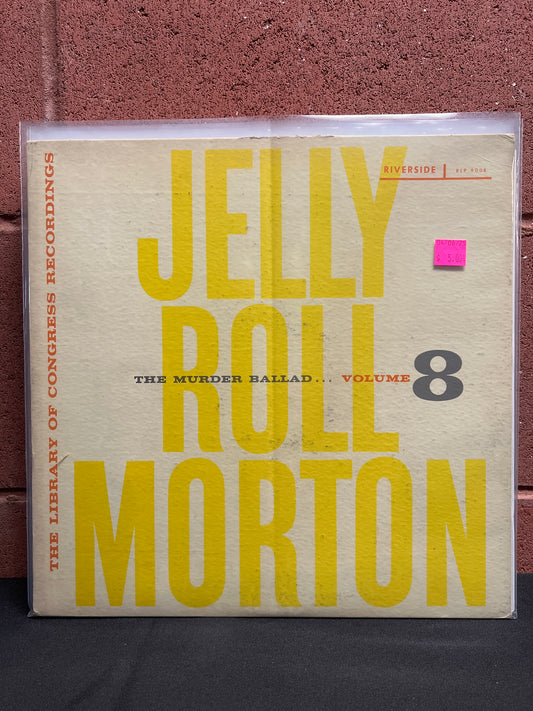 THE LIBRARY OF CONGRESS RECORDINGS
RIVERSIDE RLP 9008
JELLY
ROLL
THE MURDER BALLAD... VOLUME 8
MORTON